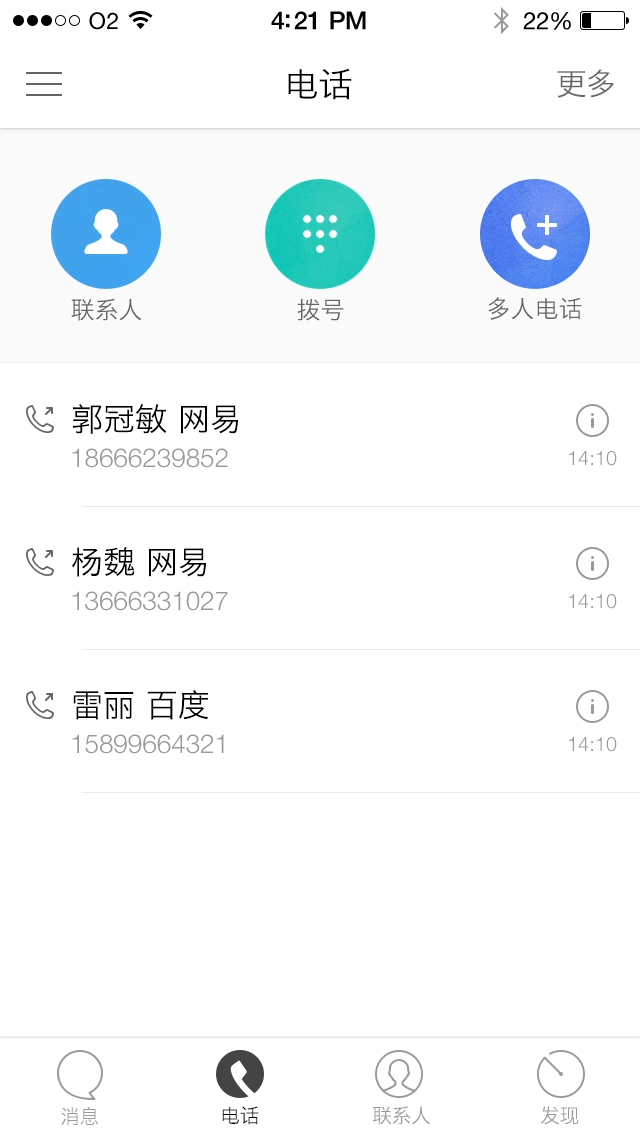 O2 4:21 PM 22%
电话 更多
联系人 拨号 多人电话
郭冠敏 网易
18666239852 14:10
杨魏 网易
13666331027 14:10
雷丽 百度
15899664321 14:10
消息 电话 联系人 发现